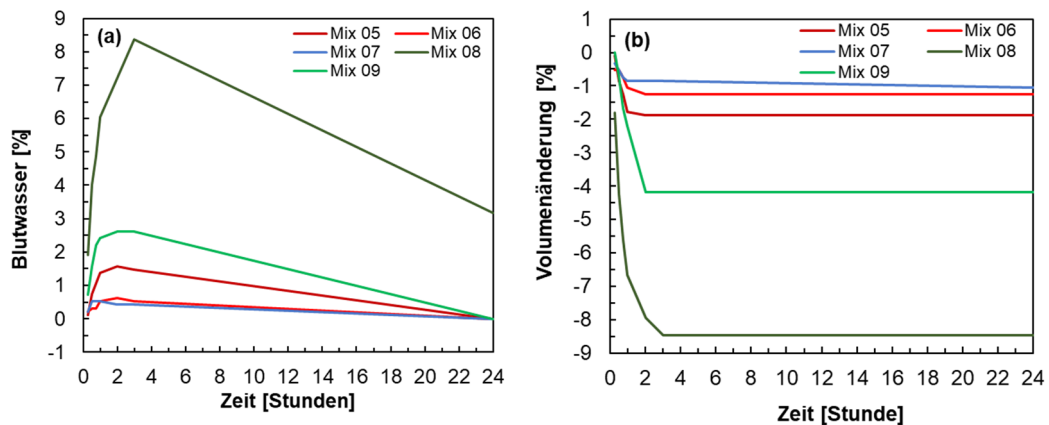 (a)
Mix 05 Mix 06
Mix 07 Mix 08
Mix 09
Blutwasser [%]
9
8
7
6
5
4
3
2
1
0
-1
0 2 4 6 8 10 12 14 16 18 20 22 24
Zeit [Stunden]
(b)
Mix 05 Mix 06
Mix 07 Mix 08
Mix 09
Volumenänderung [%]
1
0
-1
-2
-3
-4
-5
-6
-7
-8
-9
0 2 4 6 8 10 12 14 16 18 20 22 24
Zeit [Stunde]